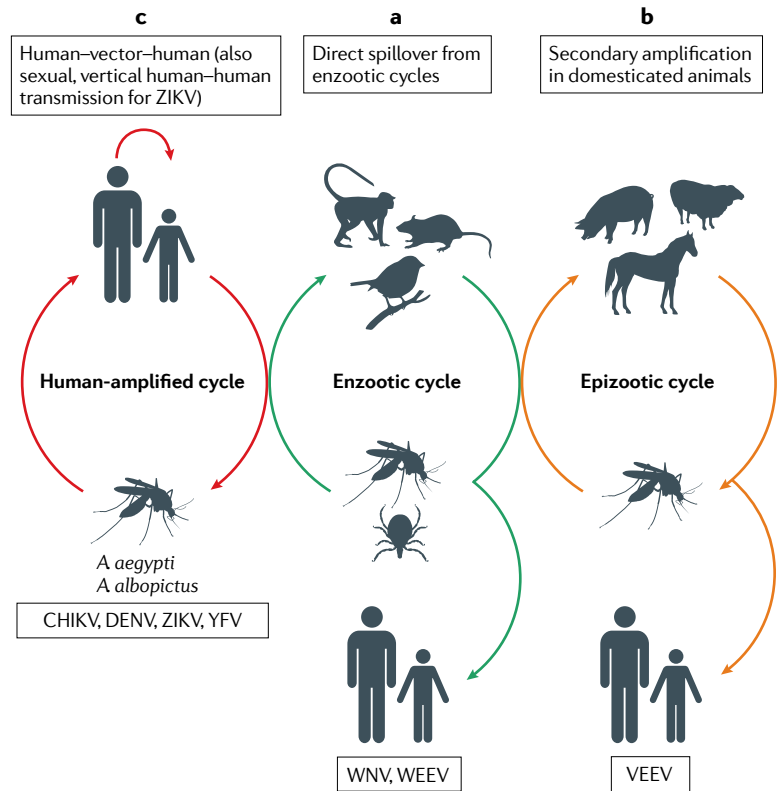 c
Human–vector–human (also
sexual, vertical human–human
transmission for ZIKV)
Human-amplified cycle
A aegypti
A albopictus
CHIKV, DENV, ZIKV, YFV
a
Direct spillover from
enzootic cycles
Enzootic cycle
WNV, WEEV
b
Secondary amplification
in domesticated animals
Epizootic cycle
VEEV